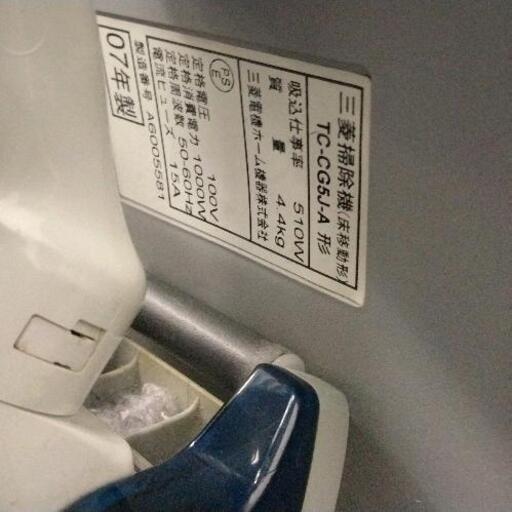 三菱掃除機(床移動形)
TC-CG5J-A 形
吸込仕事率 510W
質量 4.4kg
三菱電機ホーム機器株式会社
PS
E
定格電圧 100V
定格消費電力 1000W
定格周波数 50-60Hz
電流ヒューズ 15A
製造番号 A6005581
07年製